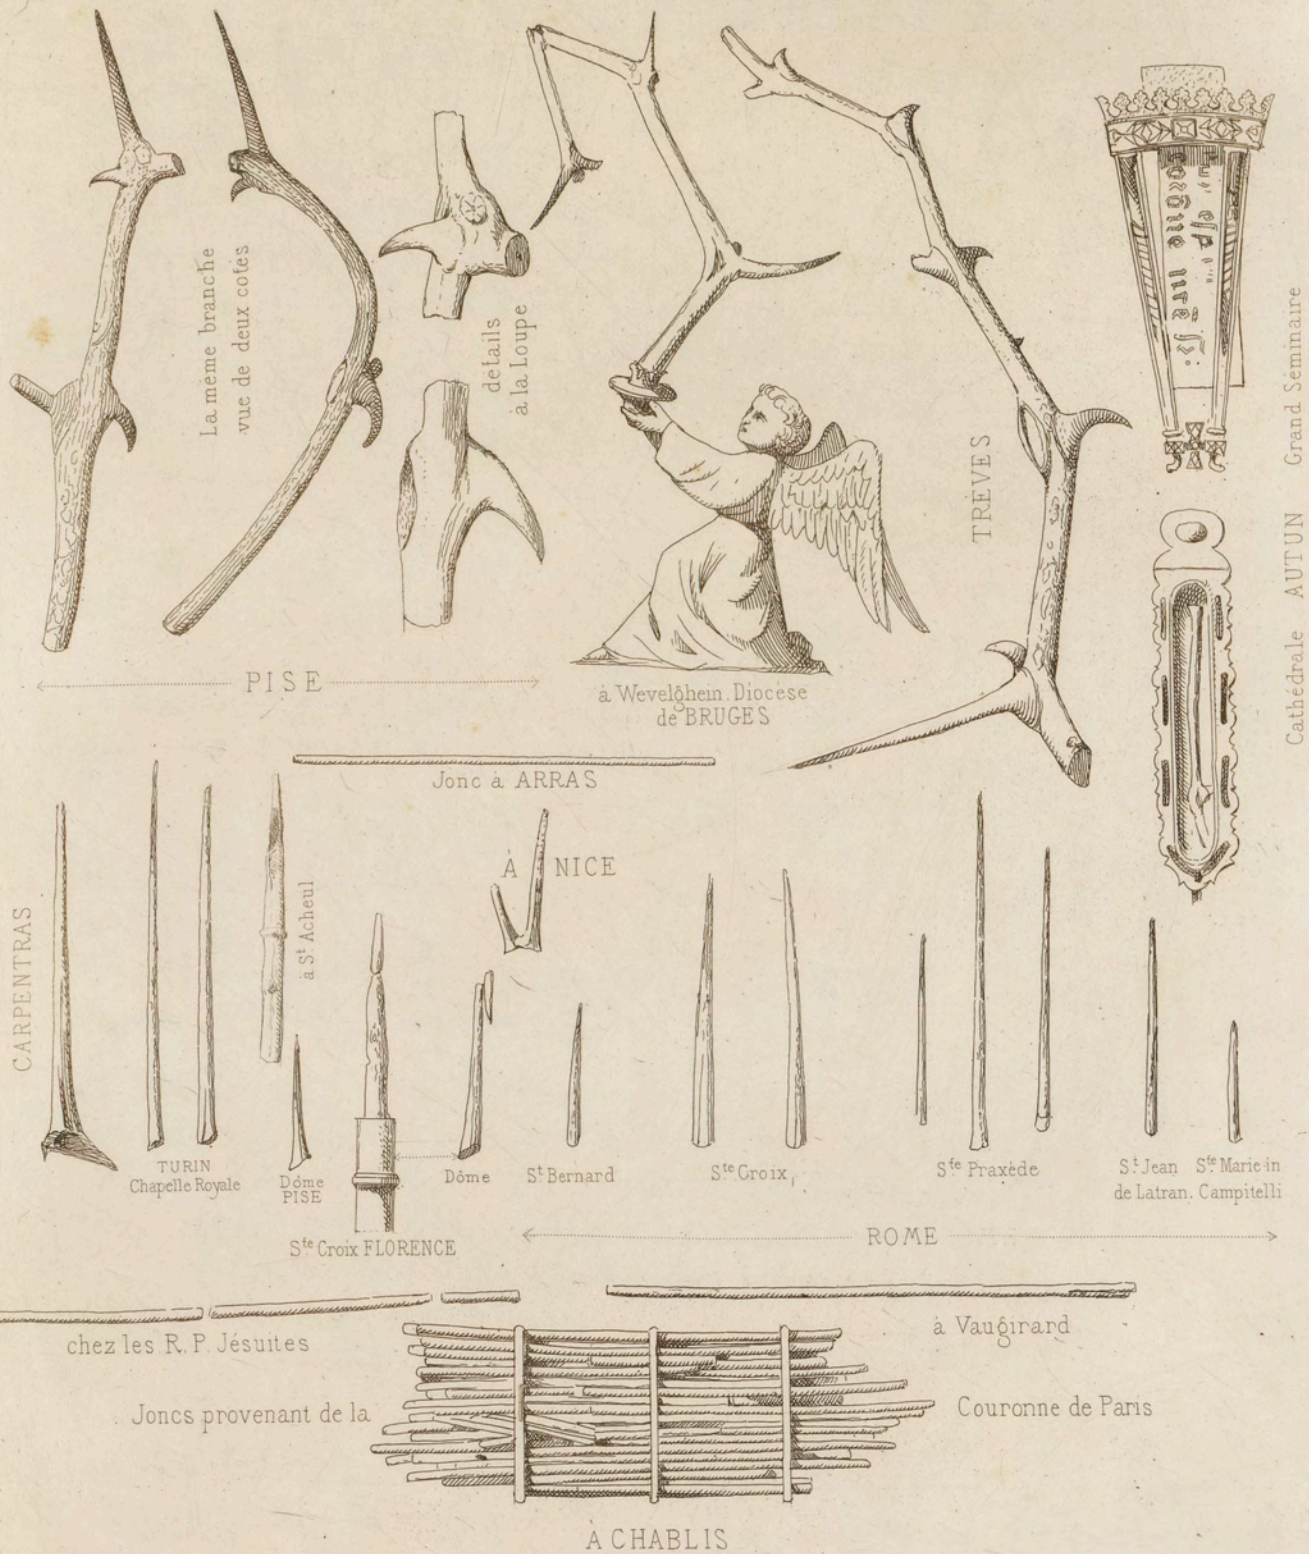 La même branche
vue de deux cotés
détails
à la Loupe
PISE
à Wevelghein. Diocèse
de BRUGES
TRÈVES
Cathédrale AUTUN Grand Séminaire
Jonc à ARRAS
CARPENTRAS
TURIN
Chapelle Royale
à St Acheul
Dôme
PISE
Ste Croix FLORENCE
Dôme
À NICE
St Bernard
Ste Croix
Ste Praxède
St Jean
de Latran.
Ste Marie in
Campitelli
ROME
chez les R. P. Jésuites
à Vaugirard
Joncs provenant de la
Couronne de Paris
À CHABLIS